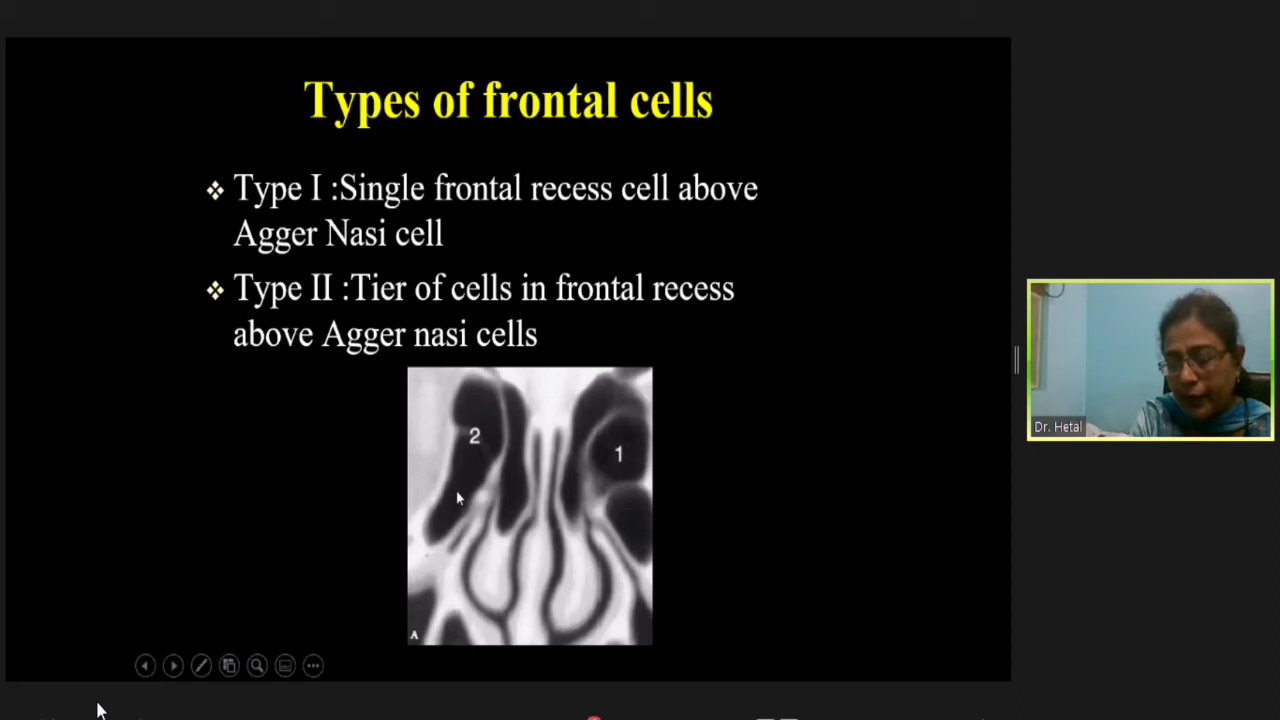 Types of frontal cells
❖ Type I :Single frontal recess cell above
Agger Nasi cell
❖ Type II :Tier of cells in frontal recess
above Agger nasi cells
2
1
A
Dr. Hetal